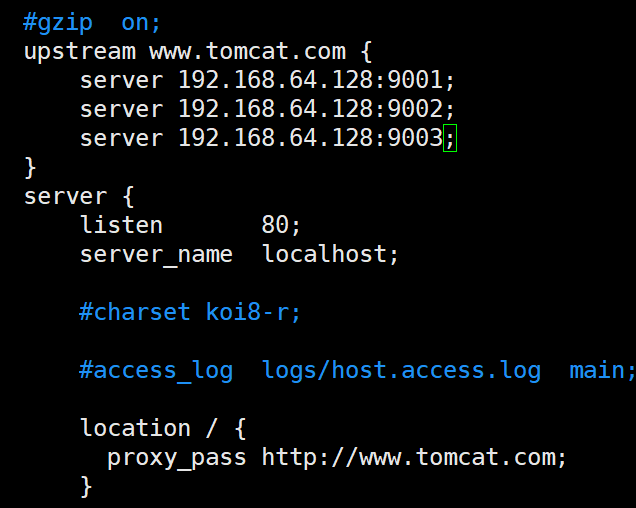 #gzip  on;
upstream www.tomcat.com {
    server 192.168.64.128:9001;
    server 192.168.64.128:9002;
    server 192.168.64.128:9003;
}
server {
    listen       80;
    server_name  localhost;
    #charset koi8-r;
    #access_log  logs/host.access.log  main;
    location / {
      proxy_pass http://www.tomcat.com;
    }